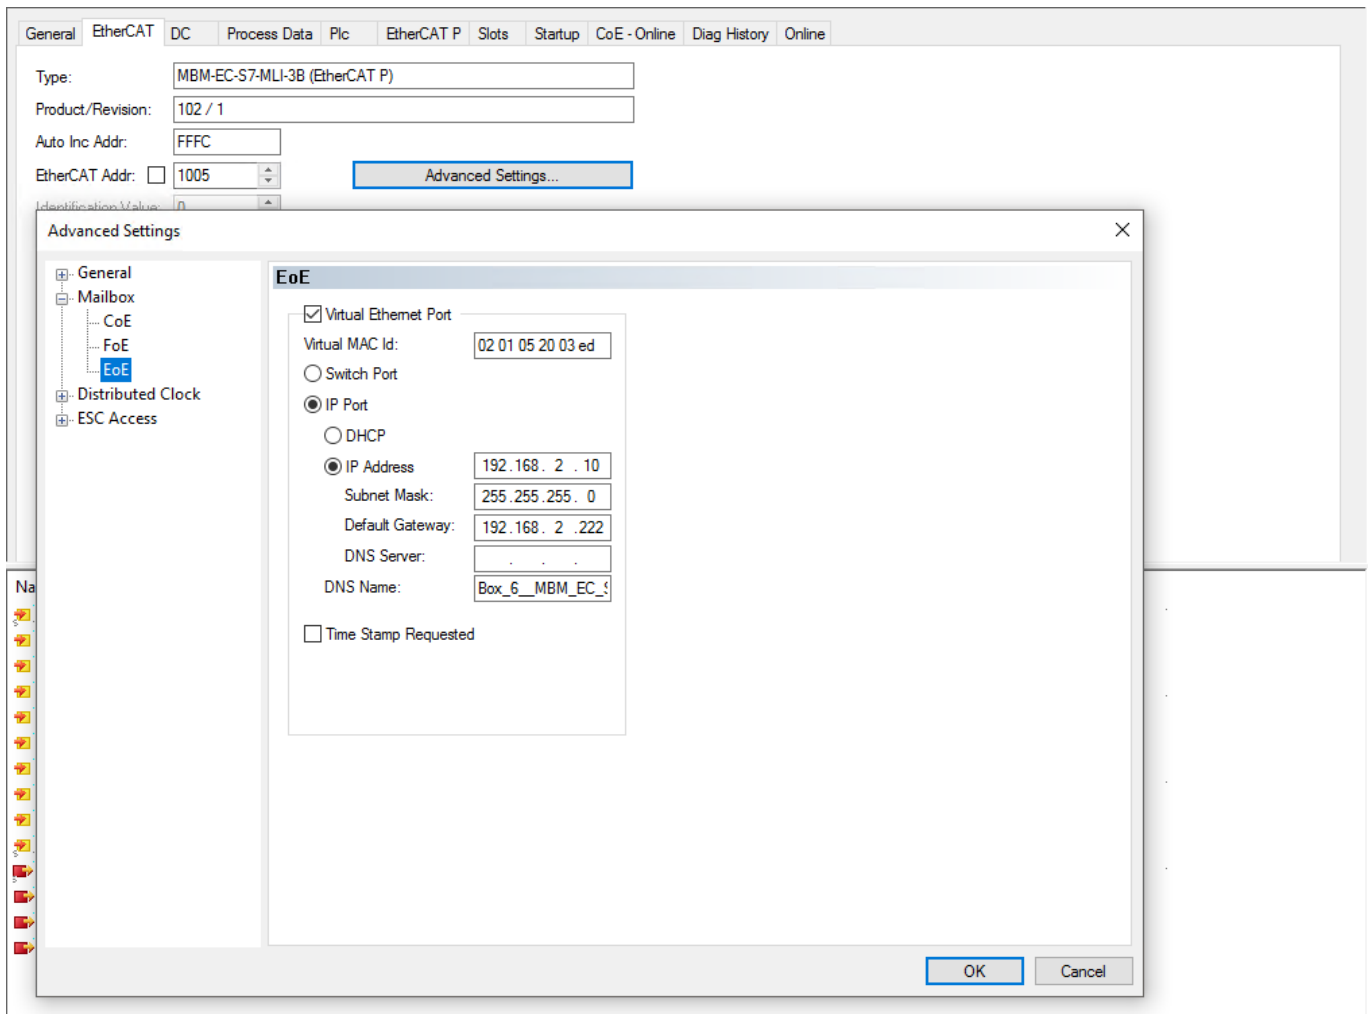 General EtherCAT DC Process Data Plc EtherCAT P Slots Startup CoE - Online Diag History Online
Type: MBM-EC-S7-MLI-3B (EtherCAT P)
Product/Revision: 102 / 1
Auto Inc Addr: FFFC
EtherCAT Addr: 1005 Advanced Settings...
Identification Value: 0
Advanced Settings
General
Mailbox
CoE
FoE
EoE
Distributed Clock
ESC Access
EoE
Virtual Ethernet Port
Virtual MAC Id: 02 01 05 20 03 ed
Switch Port
IP Port
DHCP
IP Address 192.168. 2 . 10
Subnet Mask: 255.255.255. 0
Default Gateway: 192.168. 2 .222
DNS Server: . . .
DNS Name: Box_6__MBM_EC_
Time Stamp Requested
Na
OK Cancel